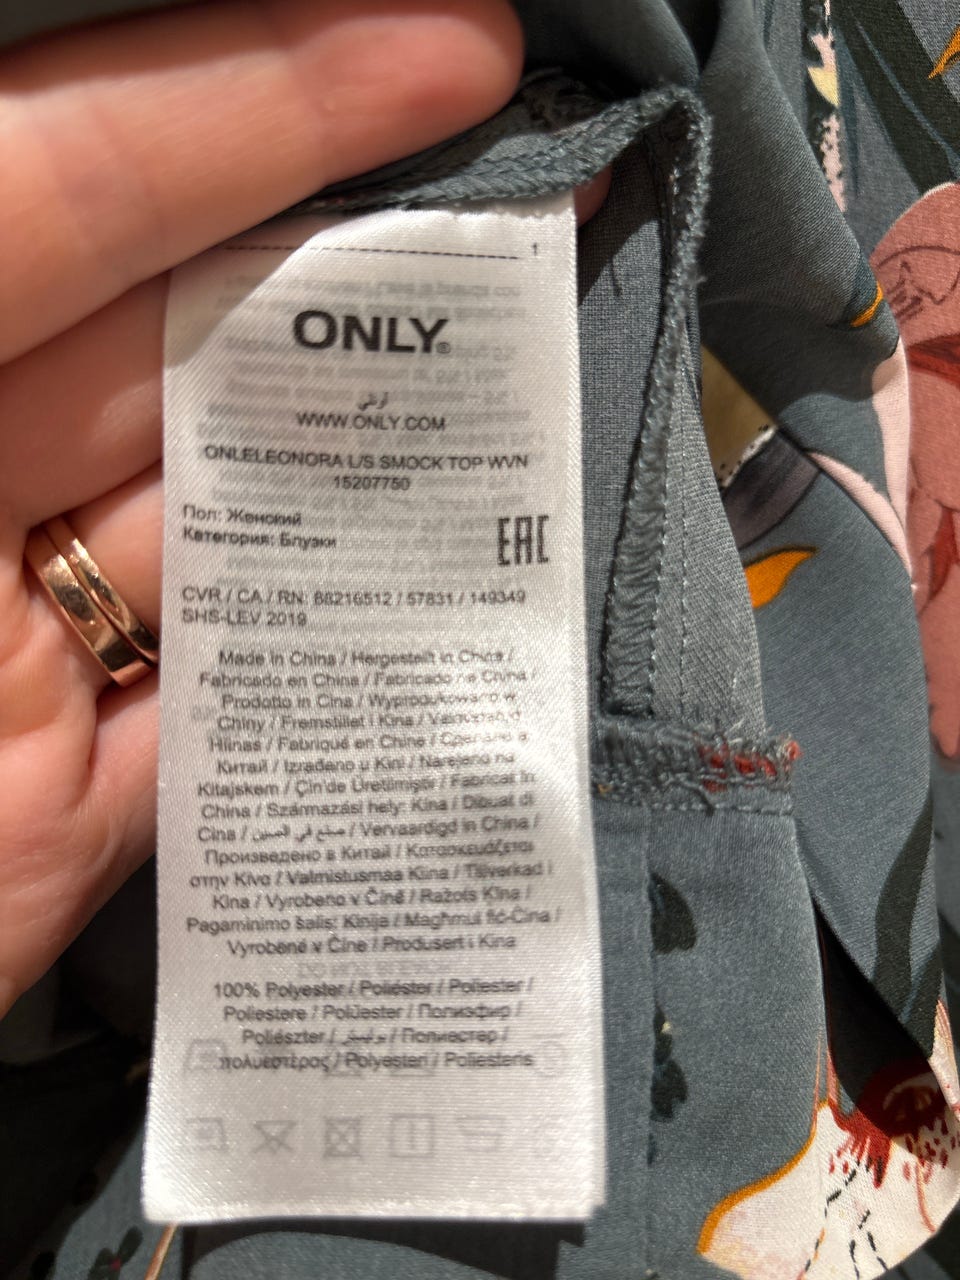 1
ONLY®
أونلي
WWW.ONLY.COM
ONLELEONORA L/S SMOCK TOP WVN
15207750
Пол: Женский
Категория: Блузки
EAC
CVR / CA / RN: 88216512 / 57831 / 149349
SHS-LEV 2019
Made in China / Hergestellt in China /
Fabricado en China / Fabricado na China /
Prodotto in Cina / Wyprodukowano w
Chiny / Fremstillet i Kina / Valmistatud
Hiinas / Fabriqué en Chine / Сделано в
Китай / Izrađeno u Kini / Narejeno na
Kitajskem / Çin'de Üretilmiştir / Fabricat în
China / Származási hely: Kína / Dibuat di
Cina / صنع في الصين / Vervaardigd in China /
Произведено в Китай / Κατασκευάζεται
στην Κίνα / Valmistusmaa Kiina / Tillverkad i
Kina / Vyrobeno v Číně / Ražots Ķīna /
Pagaminimo šalis: Kinija / Magħmul fiċ-Ċina /
Vyrobené v Číne / Produsert i Kina
100% Polyester / Poliéster / Poliester /
Poliestere / Polüester / Полиэфир /
Poliészter / بوليستر / Полиестер /
πολυεστέρας / Polyesteri / Poliesteris